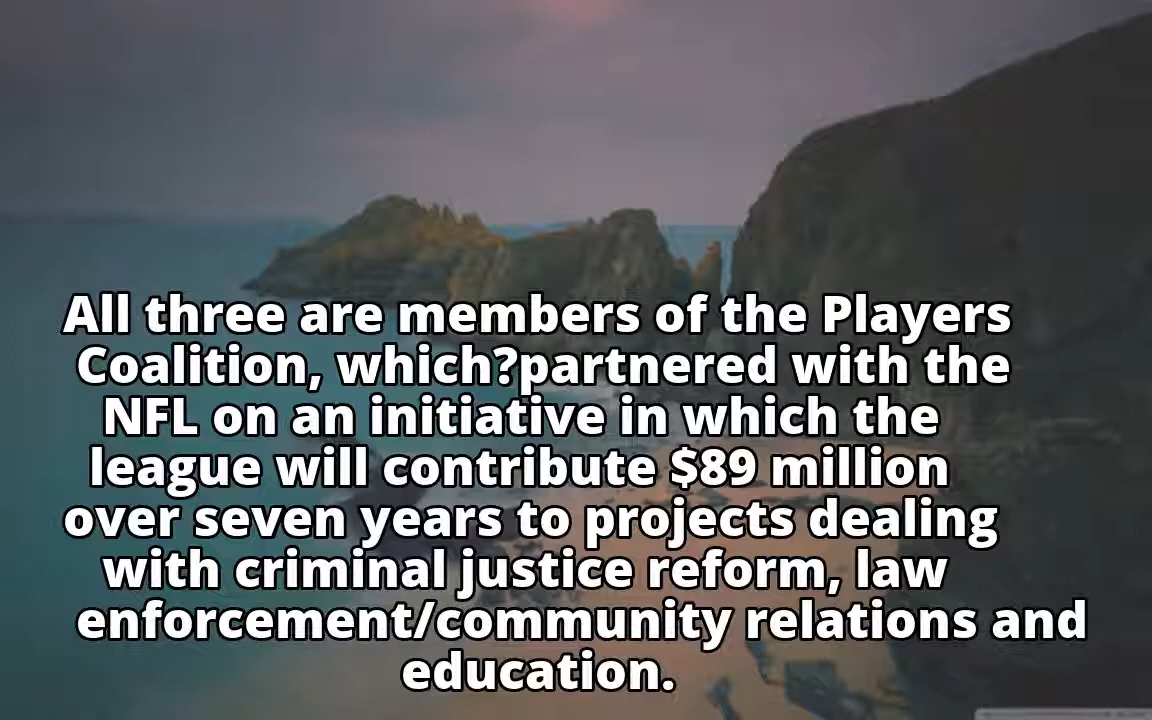 All three are members of the Players
Coalition, which?partnered with the
NFL on an initiative in which the
league will contribute $89 million
over seven years to projects dealing
with criminal justice reform, law
enforcement/community relations and
education.